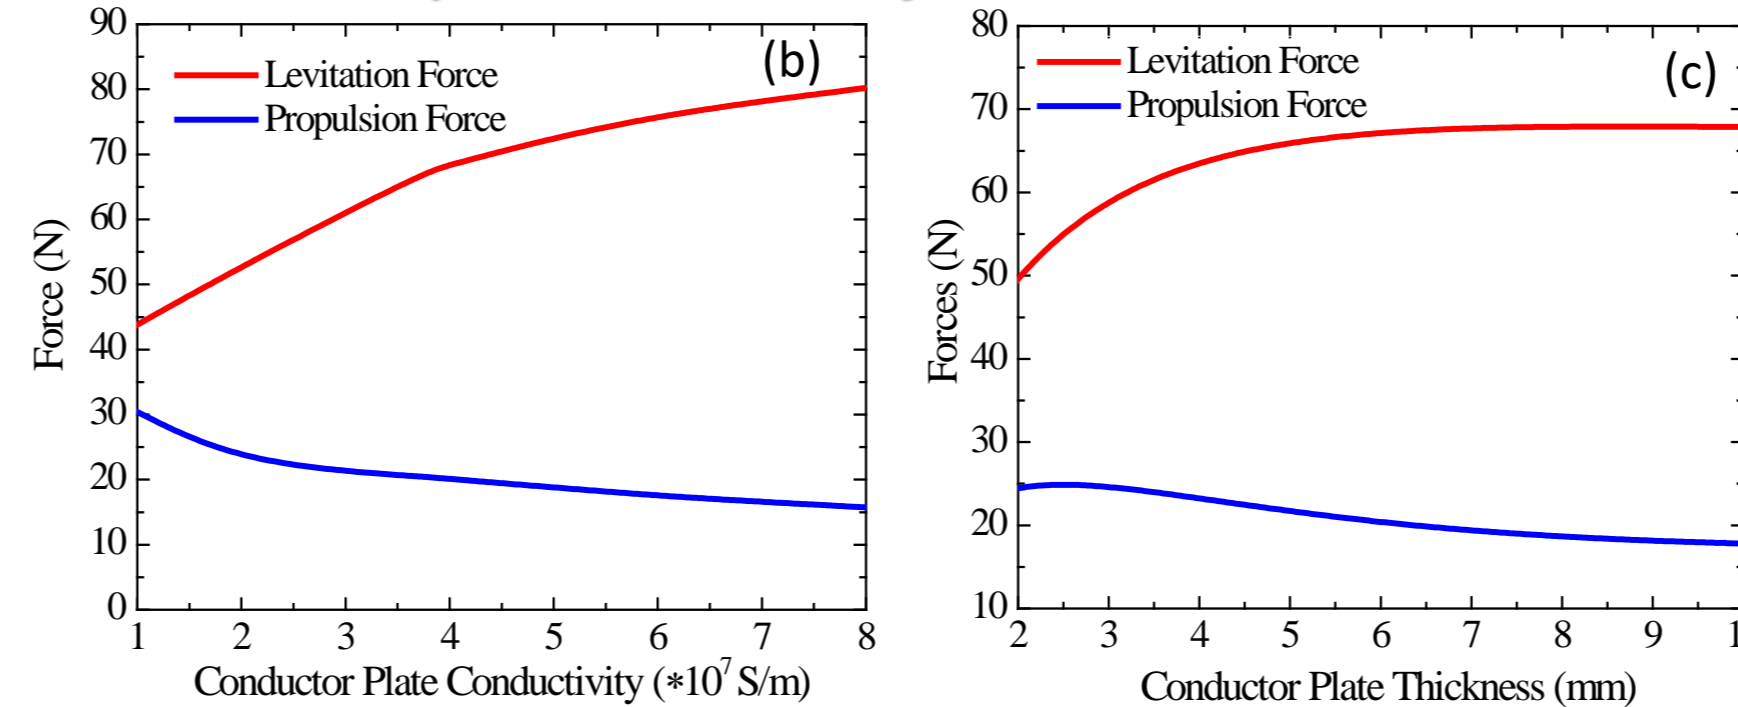 90
80
70
60
50
40
30
20
10
0
Force (N)
Levitation Force
Propulsion Force
(b)
1 2 3 4 5 6 7 8
Conductor Plate Conductivity (*10⁷ S/m)
80
70
60
50
40
30
20
10
Forces (N)
Levitation Force
Propulsion Force
(c)
2 3 4 5 6 7 8 9 1
Conductor Plate Thickness (mm)